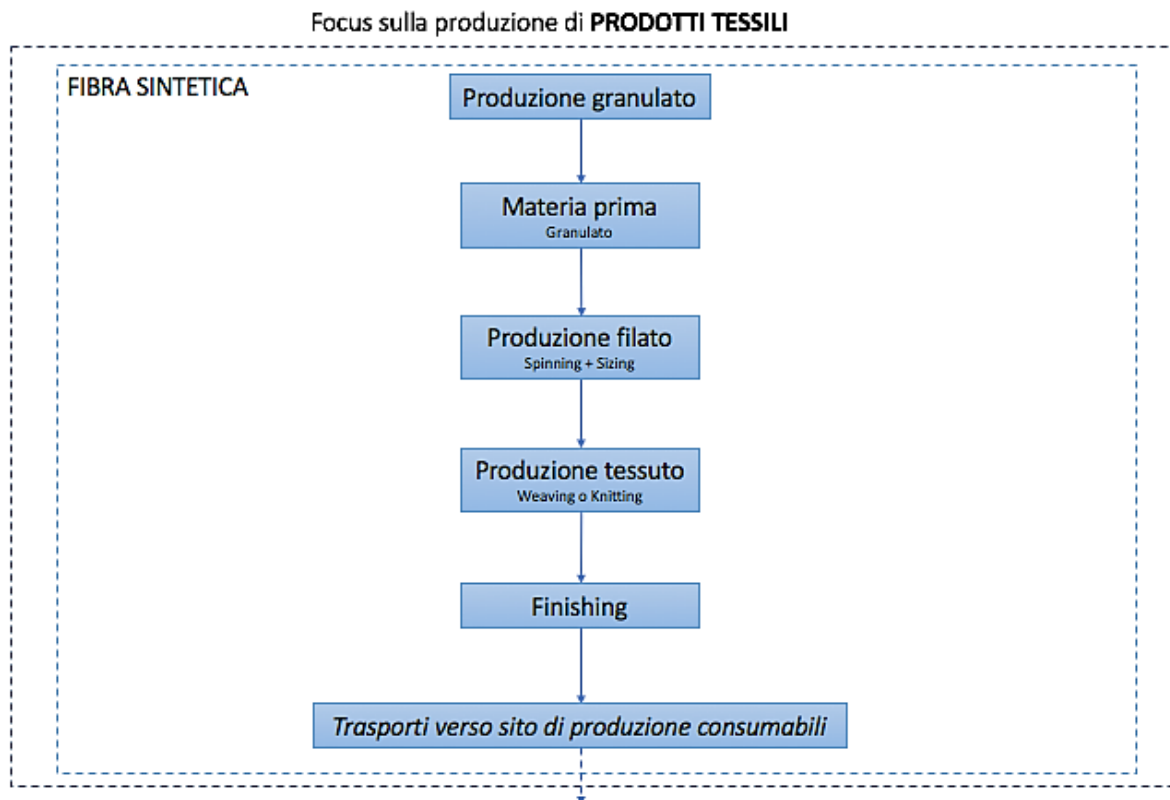 Focus sulla produzione di PRODOTTI TESSILI
FIBRA SINTETICA
Produzione granulato
Materia prima
Granulato
Produzione filato
Spinning + Sizing
Produzione tessuto
Weaving o Knitting
Finishing
Trasporti verso sito di produzione consumabili